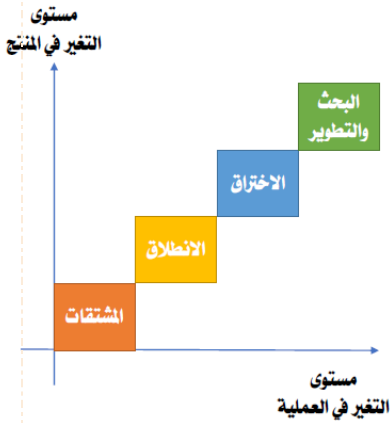 مستوى
التغير في المنتج
البحث
والتطوير
الاختراق
الانطلاق
المشتقات
مستوى
التغير في العملية